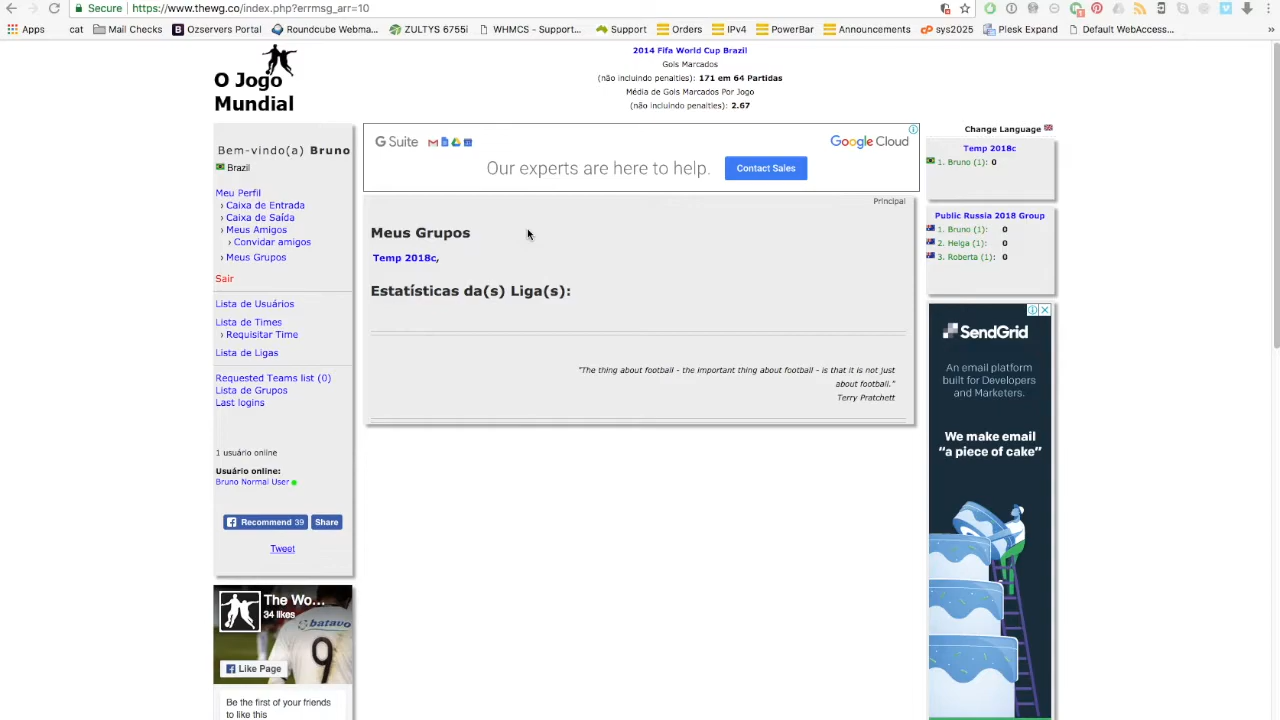 Secure
https://www.thewg.co/index.php?errmsg_arr=10
Apps
cat
Mail Checks
Ozservers Portal
Roundcube Webma...
ZULTYS 6755i
WHMCS - Support...
Support
Orders
IPv4
PowerBar
Announcements
sys2025
Plesk Expand
Default WebAccess...
»
O Jogo
Mundial
2014 Fifa World Cup Brazil
Gols Marcados
(não incluindo penalties): 171 em 64 Partidas
Média de Gols Marcados Por Jogo
(não incluindo penalties): 2.67
Bem-vindo(a) Bruno
Brazil
Meu Perfil
› Caixa de Entrada
› Caixa de Saída
› Meus Amigos
› Convidar amigos
› Meus Grupos
Sair
Lista de Usuários
Lista de Times
› Requisitar Time
Lista de Ligas
Requested Teams list (0)
Lista de Grupos
Last logins
1 usuário online
Usuário online:
Bruno Normal User
Recommend 39
Share
Tweet
The Wo...
34 likes
batavo
9
Like Page
Be the first of your friends
to like this
G Suite
Google Cloud
Our experts are here to help.
Contact Sales
Principal
Meus Grupos
Temp 2018c,
Estatísticas da(s) Liga(s):
"The thing about football - the important thing about football - is that it is not just
about football."
Terry Pratchett
Change Language
Temp 2018c
1. Bruno (1): 0
Public Russia 2018 Group
1. Bruno (1): 0
2. Helga (1): 0
3. Roberta (1): 0
SendGrid
An email platform
built for Developers
and Marketers.
We make email
“a piece of cake”